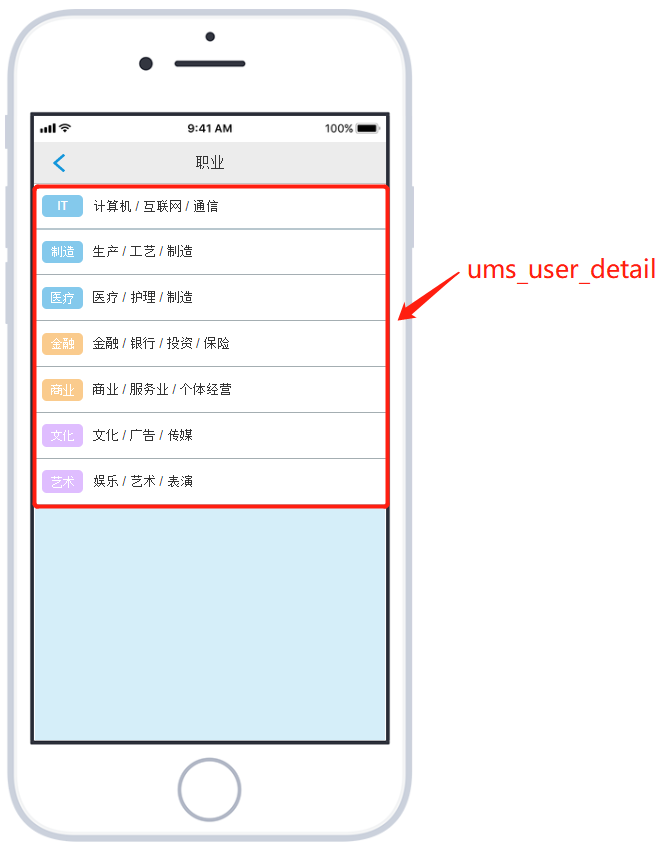 9:41 AM 100%
职业
IT 计算机 / 互联网 / 通信
制造 生产 / 工艺 / 制造
ums_user_detail
医疗 医疗 / 护理 / 制造
金融 金融 / 银行 / 投资 / 保险
商业 商业 / 服务业 / 个体经营
文化 文化 / 广告 / 传媒
艺术 娱乐 / 艺术 / 表演